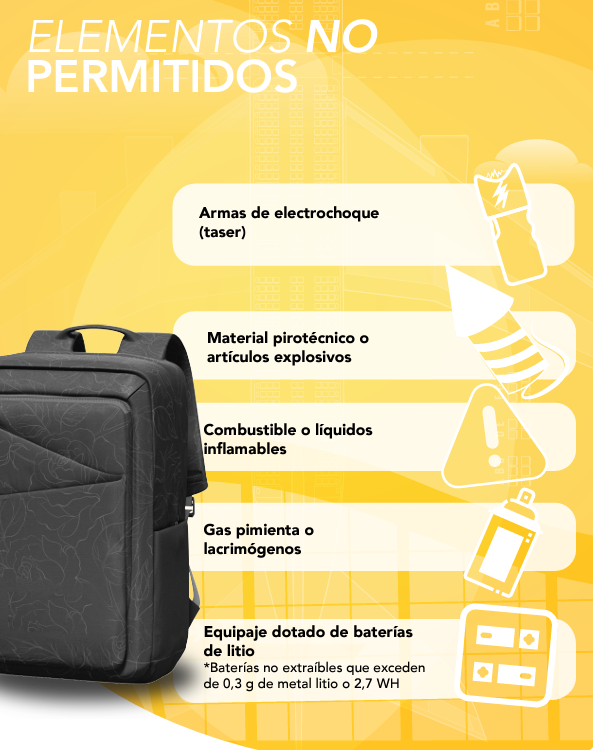 ELEMENTOS NO
PERMITIDOS
Armas de electrochoque
(taser)
Material pirotécnico o
artículos explosivos
Combustible o líquidos
inflamables
Gas pimienta o
lacrimógenos
Equipaje dotado de baterías
de litio
*Baterías no extraíbles que exceden
de 0,3 g de metal litio o 2,7 WH